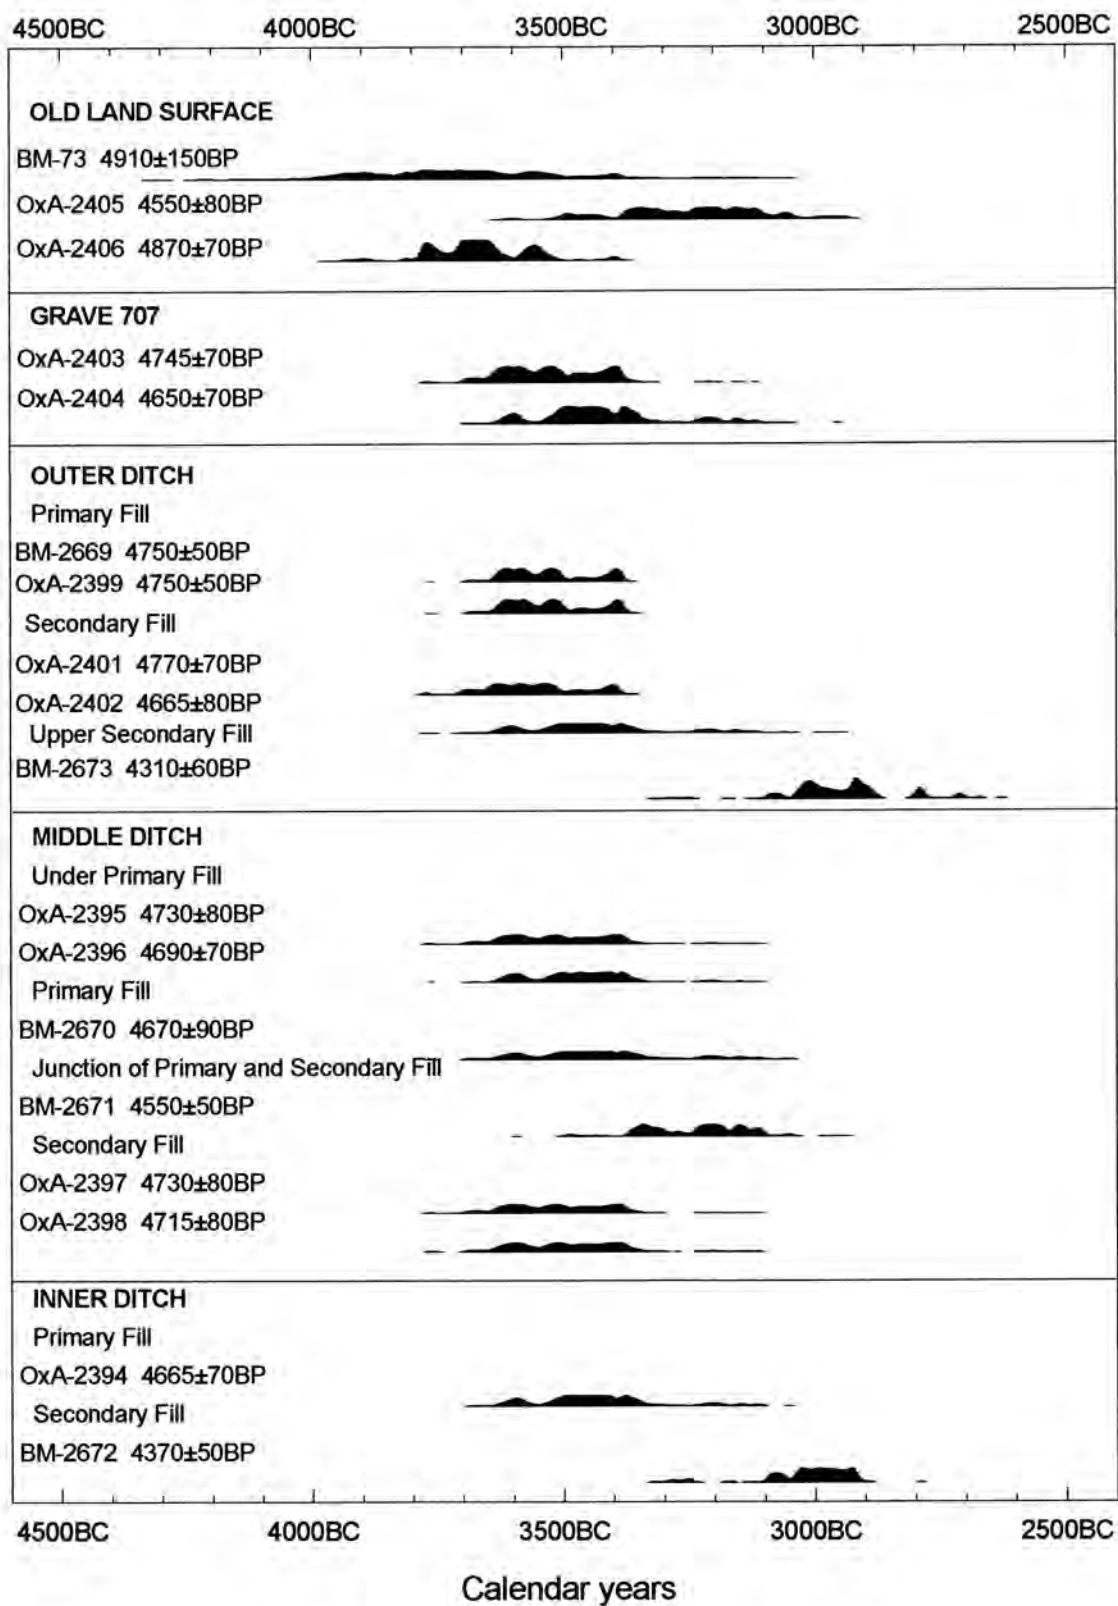 4500BC 4000BC 3500BC 3000BC 2500BC
OLD LAND SURFACE
BM-73 4910±150BP
OxA-2405 4550±80BP
OxA-2406 4870±70BP
GRAVE 707
OxA-2403 4745±70BP
OxA-2404 4650±70BP
OUTER DITCH
Primary Fill
BM-2669 4750±50BP
OxA-2399 4750±50BP
Secondary Fill
OxA-2401 4770±70BP
OxA-2402 4665±80BP
Upper Secondary Fill
BM-2673 4310±60BP
MIDDLE DITCH
Under Primary Fill
OxA-2395 4730±80BP
OxA-2396 4690±70BP
Primary Fill
BM-2670 4670±90BP
Junction of Primary and Secondary Fill
BM-2671 4550±50BP
Secondary Fill
OxA-2397 4730±80BP
OxA-2398 4715±80BP
INNER DITCH
Primary Fill
OxA-2394 4665±70BP
Secondary Fill
BM-2672 4370±50BP
4500BC 4000BC 3500BC 3000BC 2500BC
Calendar years